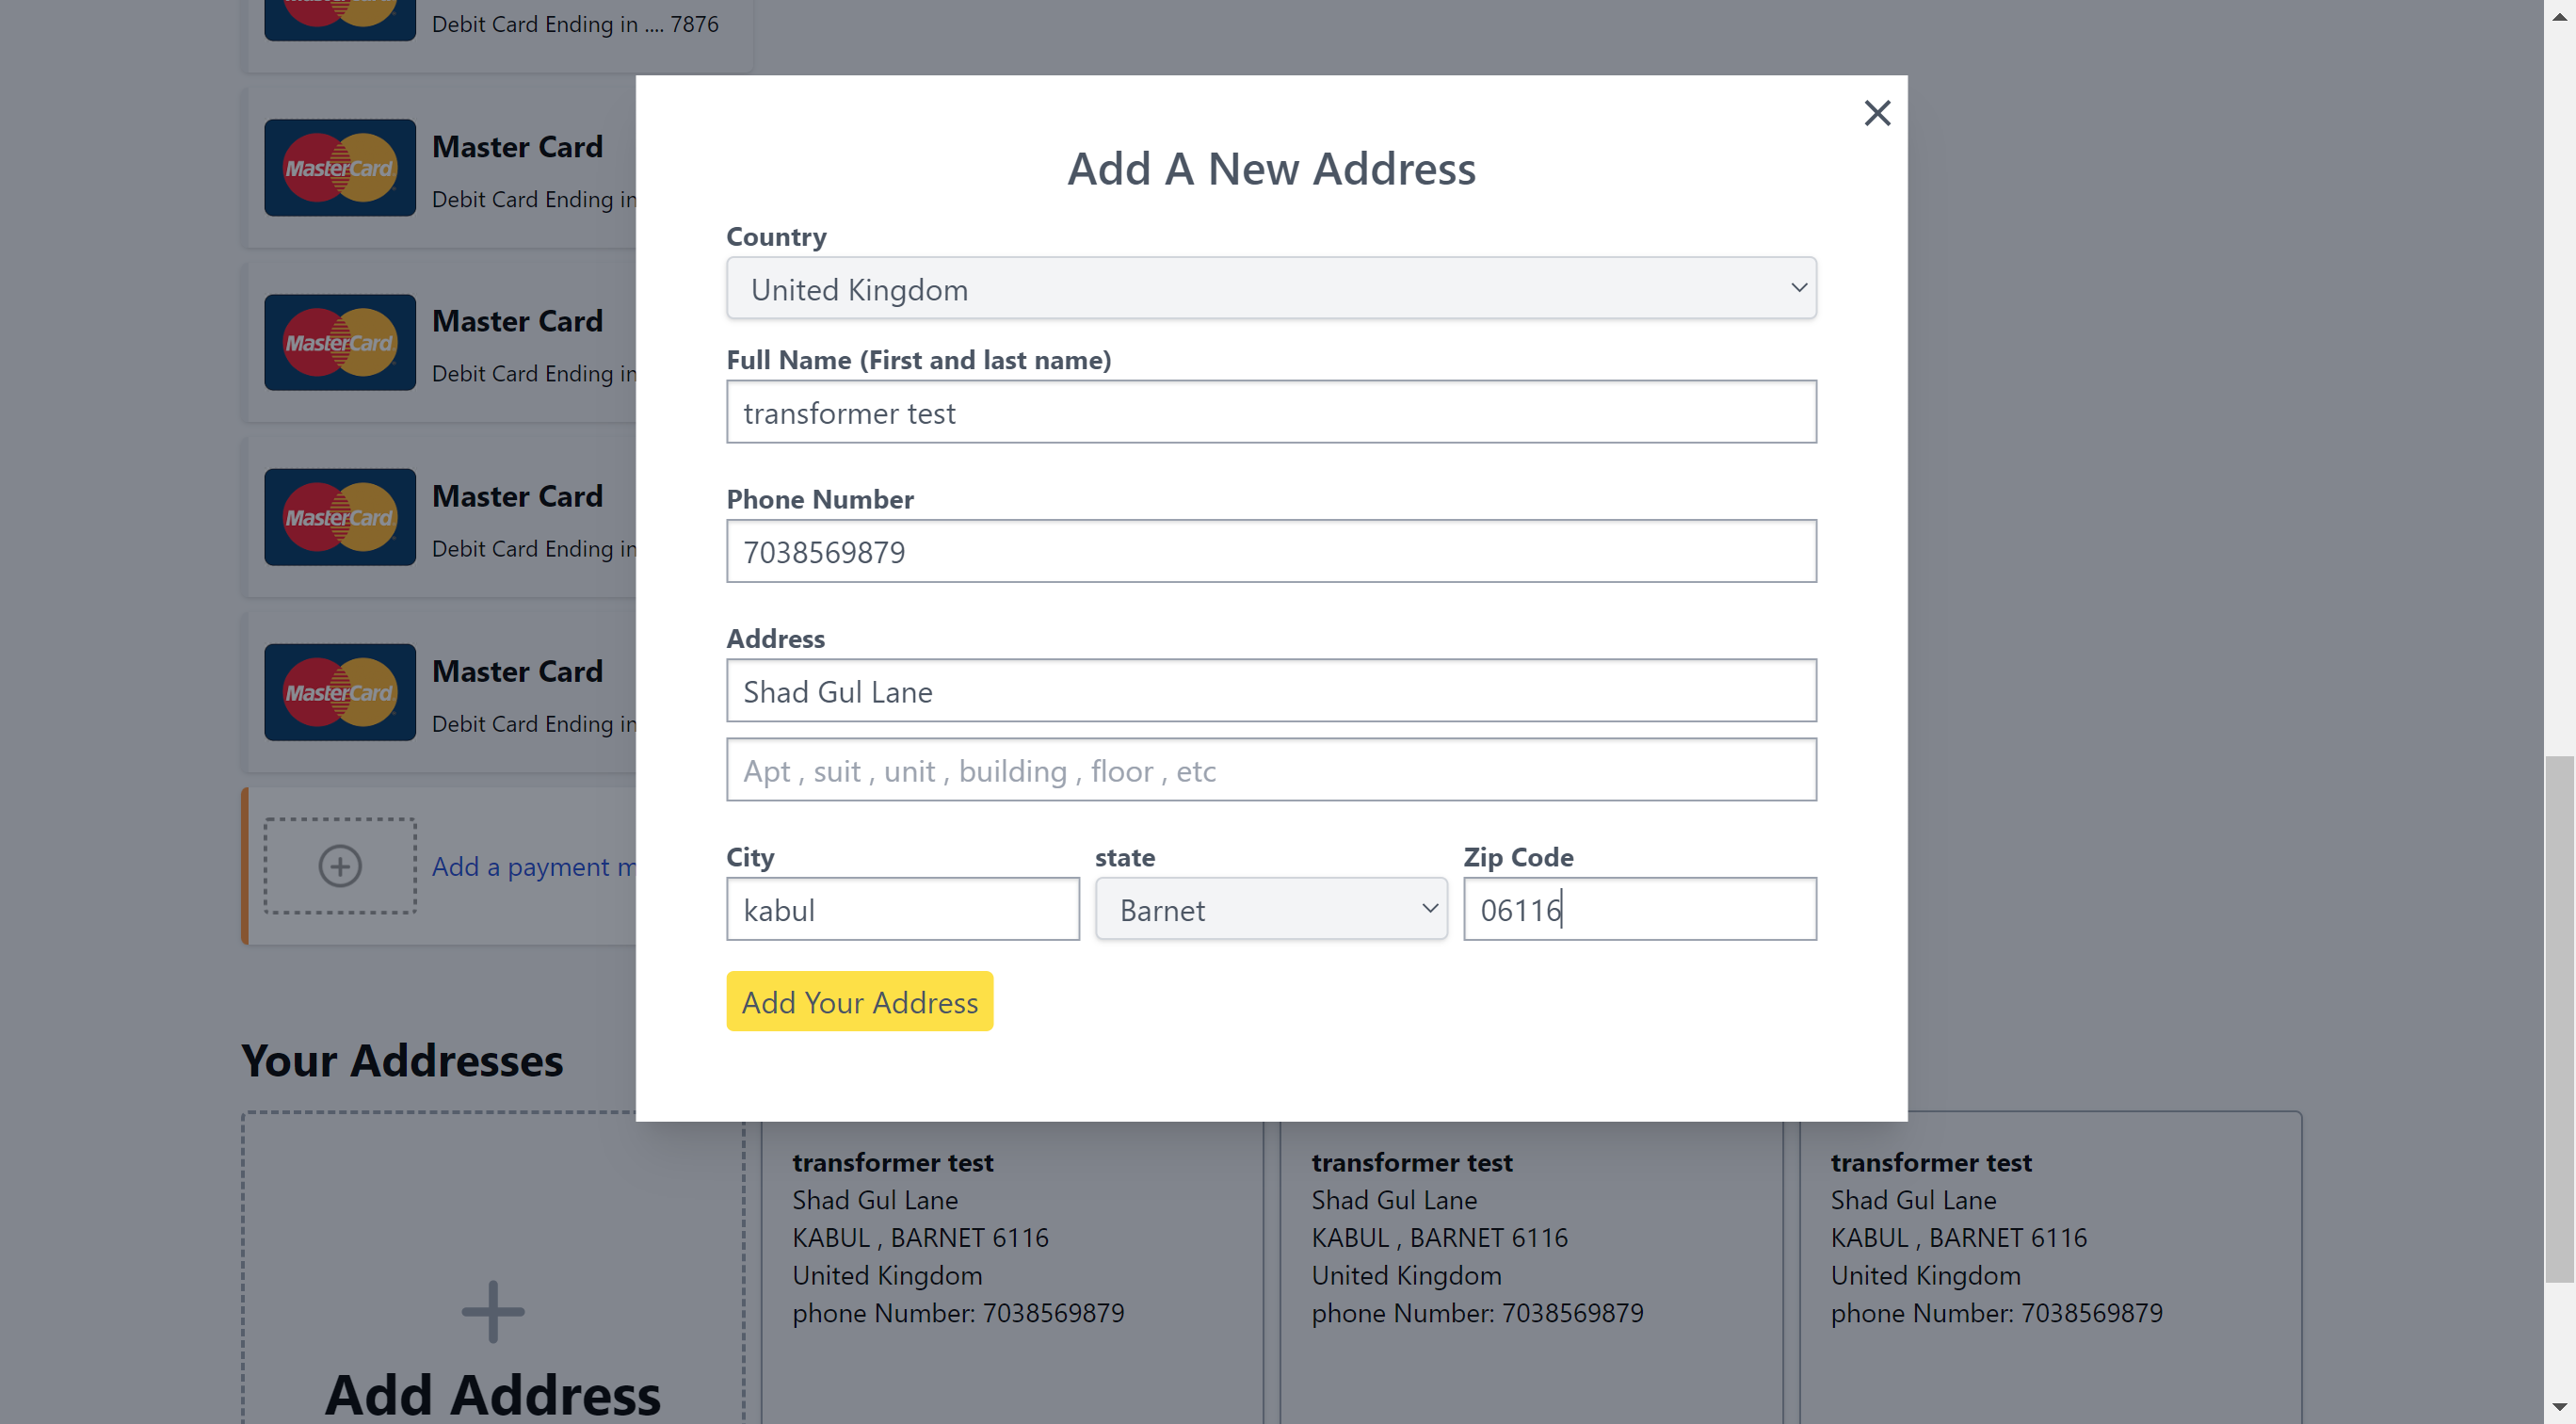 Debit Card Ending in .... 7876
MasterCard
Master Card
Debit Card Ending in
MasterCard
Master Card
Debit Card Ending in
MasterCard
Master Card
Debit Card Ending in
MasterCard
Master Card
Debit Card Ending in
Add a payment m
Your Addresses
Add Address
Add A New Address
Country
United Kingdom
Full Name (First and last name)
transformer test
Phone Number
7038569879
Address
Shad Gul Lane
Apt , suit , unit , building , floor , etc
City
state
Zip Code
kabul
Barnet
06116
Add Your Address
transformer test
Shad Gul Lane
KABUL , BARNET 6116
United Kingdom
phone Number: 7038569879
transformer test
Shad Gul Lane
KABUL , BARNET 6116
United Kingdom
phone Number: 7038569879
transformer test
Shad Gul Lane
KABUL , BARNET 6116
United Kingdom
phone Number: 7038569879